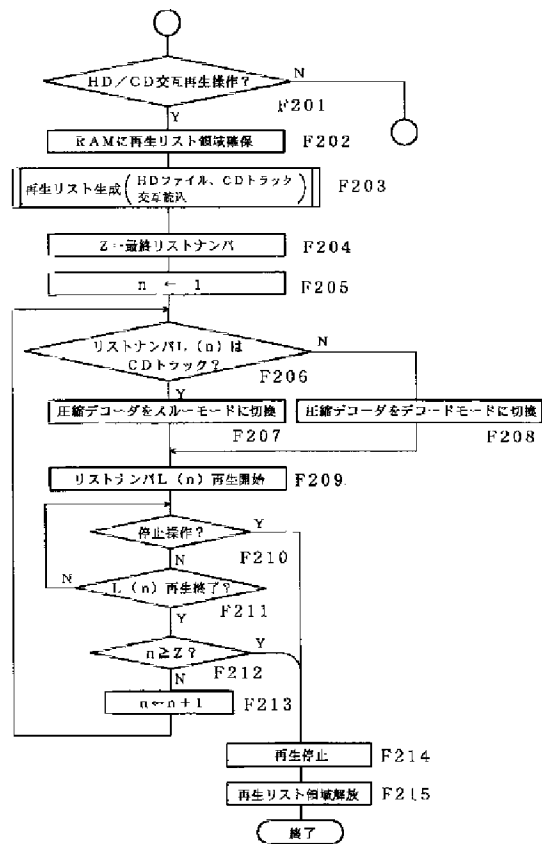 HD／CD交互再生操作？
N
F201
Y
RAMに再生リスト領域確保
F202
再生リスト生成（HDファイル、CDトラック
交互読込）
F203
Z←最終リストナンバ
F204
n ← 1
F205
リストナンバL（n）は
CDトラック？
N
F206
Y
圧縮デコーダをスルーモードに切換
圧縮デコーダをデコードモードに切換
F207
F208
リストナンバL（n）再生開始
F209
停止操作？
Y
F210
N
L（n）再生終了？
N
F211
Y
n≧Z？
Y
F212
N
n←n＋1
F213
再生停止
F214
再生リスト領域解放
F215
終了